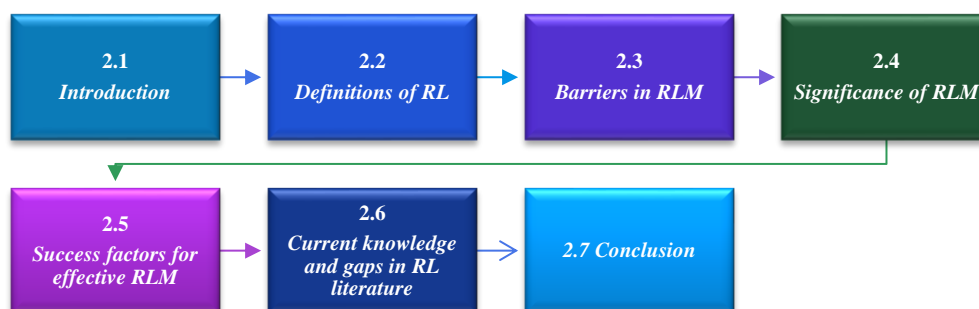 2.1
Introduction
2.2
Definitions of RL
2.3
Barriers in RLM
2.4
Significance of RLM
2.5
Success factors for
effective RLM
2.6
Current knowledge
and gaps in RL
literature
2.7 Conclusion